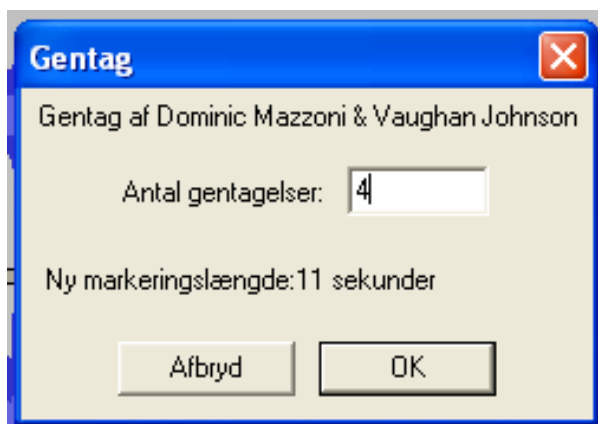 Gentag
Gentag af Dominic Mazzoni & Vaughan Johnson
Antal gentagelser: 4
Ny markeringslængde:11 sekunder
Afbryd OK